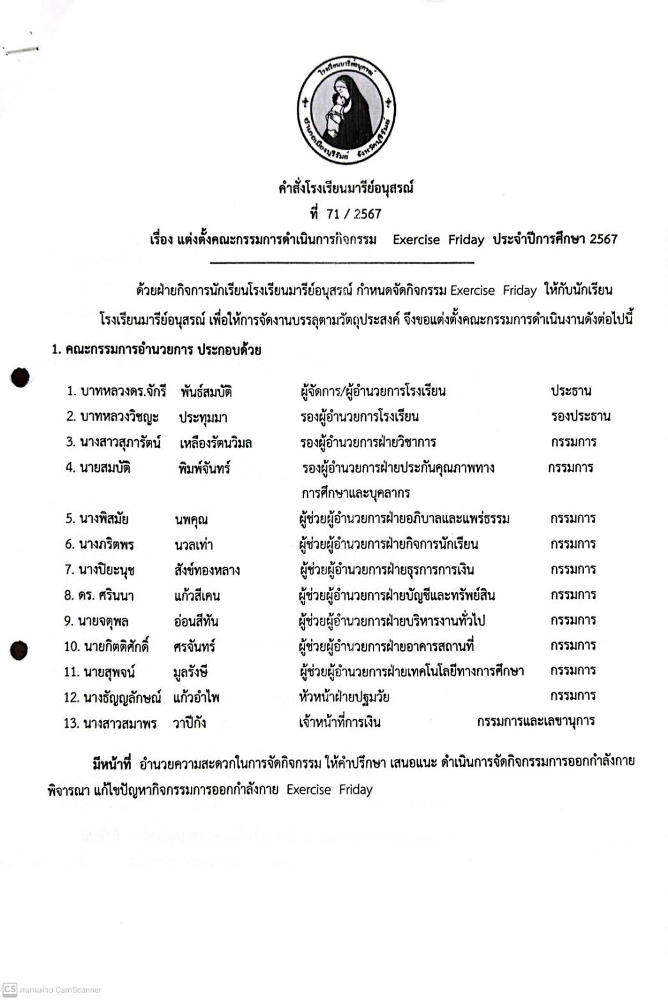 โรงเรียนมารีย์อนุสรณ์
อำเภอเมืองบุรีรัมย์ จังหวัดบุรีรัมย์
คำสั่งโรงเรียนมารีย์อนุสรณ์
ที่ 71 / 2567
เรื่อง แต่งตั้งคณะกรรมการดำเนินการกิจกรรม Exercise Friday ประจำปีการศึกษา 2567
ด้วยฝ่ายกิจการนักเรียนโรงเรียนมารีย์อนุสรณ์ กำหนดจัดกิจกรรม Exercise Friday ให้กับนักเรียน
โรงเรียนมารีย์อนุสรณ์ เพื่อให้การจัดงานบรรลุตามวัตถุประสงค์ จึงขอแต่งตั้งคณะกรรมการดำเนินงานดังต่อไปนี้
1. คณะกรรมการอำนวยการ ประกอบด้วย
1. บาทหลวงดร.จักรี พันธ์สมบัติ ผู้จัดการ/ผู้อำนวยการโรงเรียน ประธาน
2. บาทหลวงวิชญะ ประทุมมา รองผู้อำนวยการโรงเรียน รองประธาน
3. นางสาวสุภารัตน์ เหลืองรัตนวิมล รองผู้อำนวยการฝ่ายวิชาการ กรรมการ
4. นายสมบัติ พิมพ์จันทร์ รองผู้อำนวยการฝ่ายประกันคุณภาพทาง กรรมการ
การศึกษาและบุคลากร
5. นางพิสมัย นพคุณ ผู้ช่วยผู้อำนวยการฝ่ายอภิบาลและแพร่ธรรม กรรมการ
6. นางภริตพร นวลเท่า ผู้ช่วยผู้อำนวยการฝ่ายกิจการนักเรียน กรรมการ
7. นางปิยะนุช สังข์ทองหลาง ผู้ช่วยผู้อำนวยการฝ่ายธุรการการเงิน กรรมการ
8. ดร. ศรินนา แก้วสีเคน ผู้ช่วยผู้อำนวยการฝ่ายบัญชีและทรัพย์สิน กรรมการ
9. นายจตุพล อ่อนสีทัน ผู้ช่วยผู้อำนวยการฝ่ายบริหารงานทั่วไป กรรมการ
10. นายกิตติศักดิ์ ศรจันทร์ ผู้ช่วยผู้อำนวยการฝ่ายอาคารสถานที่ กรรมการ
11. นายสุพจน์ มูลรังษี ผู้ช่วยผู้อำนวยการฝ่ายเทคโนโลยีทางการศึกษา กรรมการ
12. นางธัญญลักษณ์ แก้วอำไพ หัวหน้าฝ่ายปฐมวัย กรรมการ
13. นางสาวสมาพร วาปีกัง เจ้าหน้าที่การเงิน กรรมการและเลขานุการ
มีหน้าที่ อำนวยความสะดวกในการจัดกิจกรรม ให้คำปรึกษา เสนอแนะ ดำเนินการจัดกิจกรรมการออกกำลังกาย
พิจารณา แก้ไขปัญหากิจกรรมการออกกำลังกาย Exercise Friday
CS สแกนด้วย CamScanner